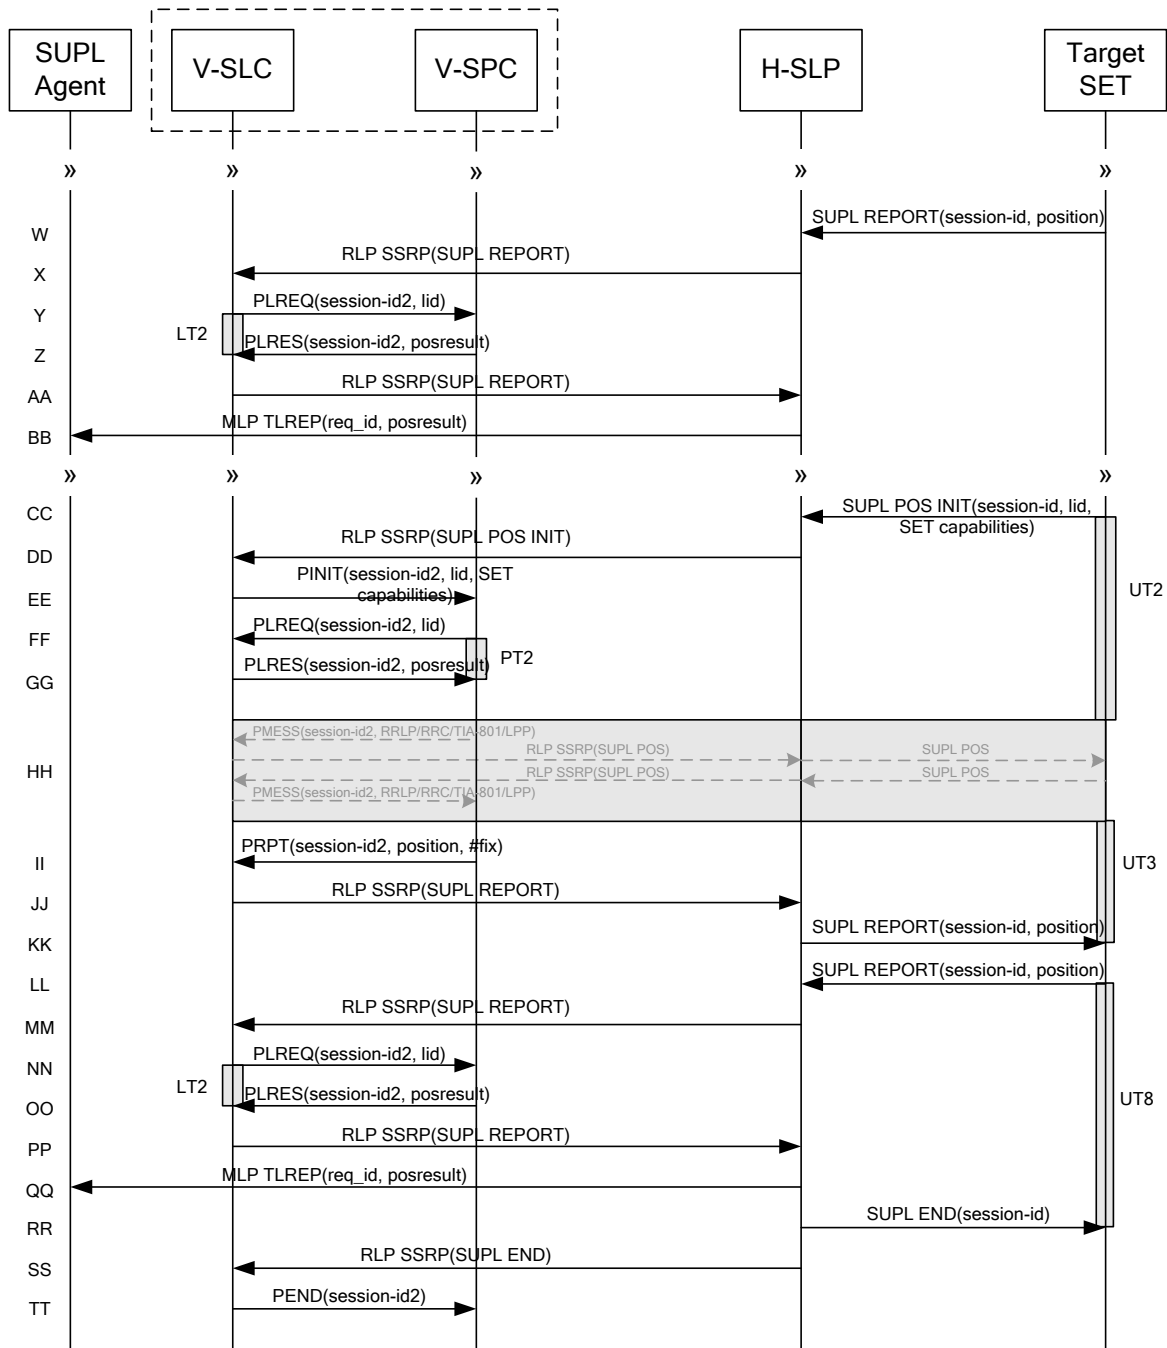 SUPL
Agent
V-SLC
V-SPC
H-SLP
Target
SET
» » » » »
W
SUPL REPORT(session-id, position)
X
RLP SSRP(SUPL REPORT)
Y
PLREQ(session-id2, lid)
LT2
Z
PLRES(session-id2, posresult)
AA
RLP SSRP(SUPL REPORT)
BB
MLP TLREP(req_id, posresult)
» » » » »
CC
SUPL POS INIT(session-id, lid,
SET capabilities)
DD
RLP SSRP(SUPL POS INIT)
EE
PINIT(session-id2, lid, SET
capabilities)
UT2
FF
PLREQ(session-id2, lid)
PT2
GG
PLRES(session-id2, posresult)
HH
PMESS(session-id2, RRLP/RRC/TIA-801/LPP)
RLP SSRP(SUPL POS)
SUPL POS
RLP SSRP(SUPL POS)
SUPL POS
PMESS(session-id2, RRLP/RRC/TIA-801/LPP)
II
PRPT(session-id2, position, #fix)
UT3
JJ
RLP SSRP(SUPL REPORT)
KK
SUPL REPORT(session-id, position)
LL
SUPL REPORT(session-id, position)
MM
RLP SSRP(SUPL REPORT)
NN
PLREQ(session-id2, lid)
LT2
OO
PLRES(session-id2, posresult)
UT8
PP
RLP SSRP(SUPL REPORT)
QQ
MLP TLREP(req_id, posresult)
RR
SUPL END(session-id)
SS
RLP SSRP(SUPL END)
TT
PEND(session-id2)